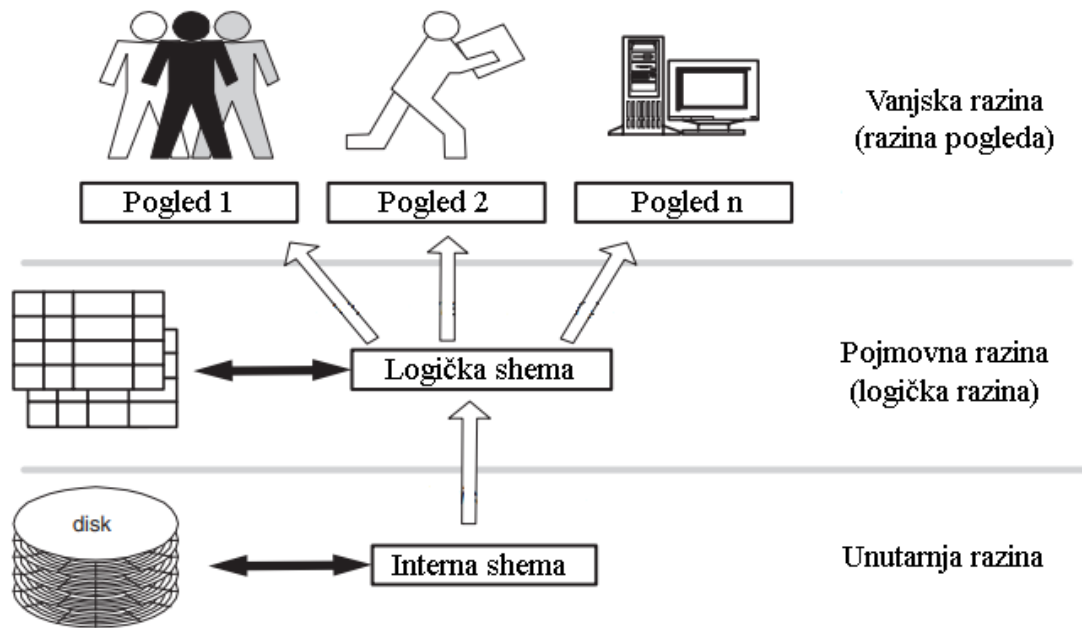 Vanjska razina
(razina pogleda)
Pogled 1
Pogled 2
Pogled n
Logička shema
Pojmovna razina
(logička razina)
disk
Interna shema
Unutarnja razina